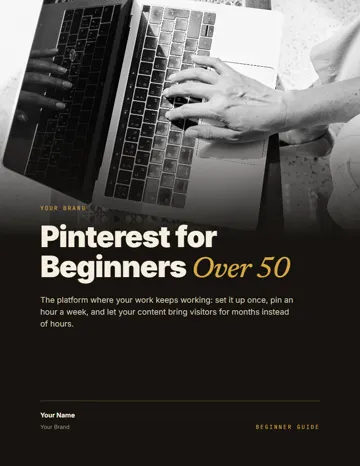 YOUR BRAND
Pinterest for
Beginners Over 50
The platform where your work keeps working: set it up once, pin an
hour a week, and let your content bring visitors for months instead
of hours.
Your Name
Your Brand
BEGINNER GUIDE